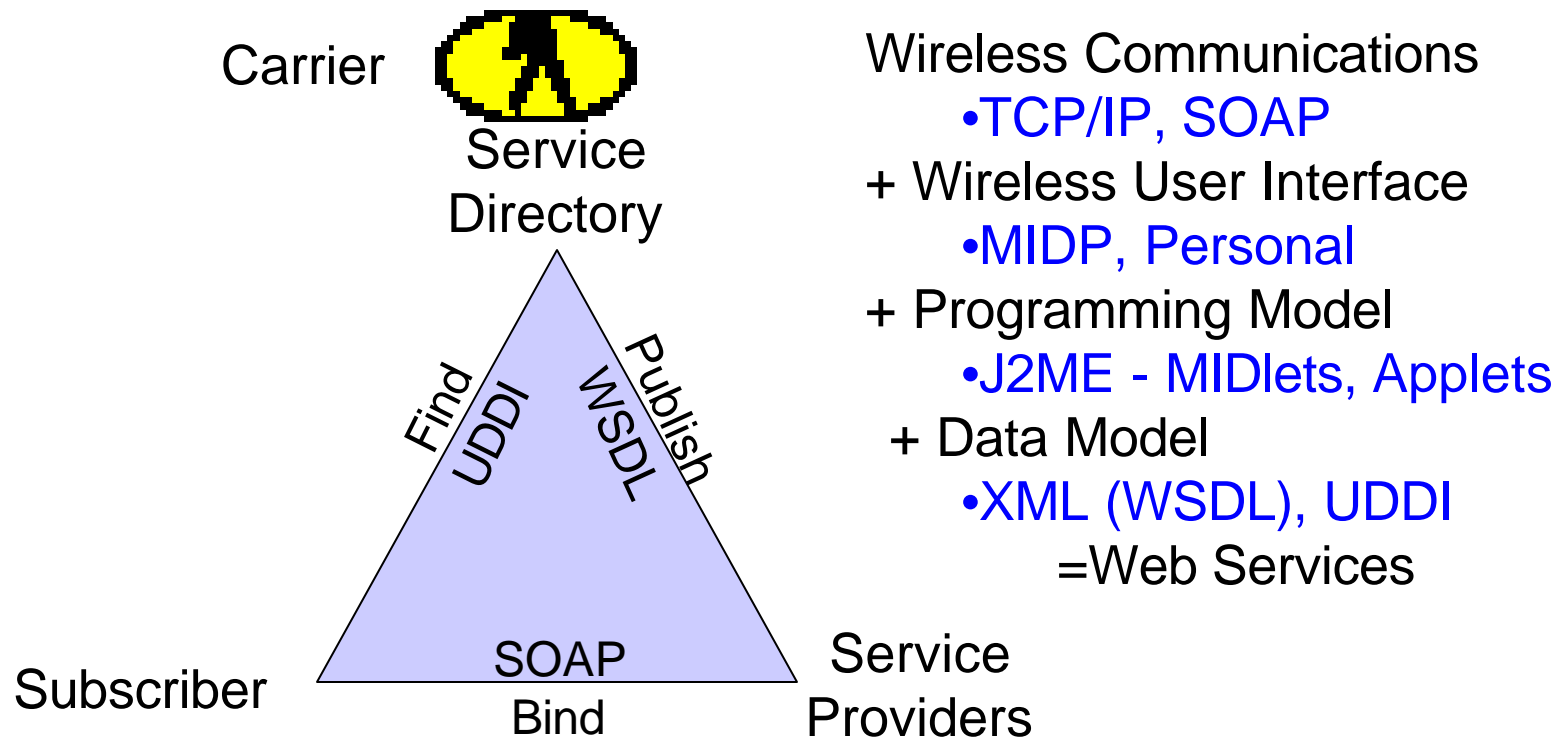 Carrier
Service
Directory
Find
UDDI
Publish
WSDL
SOAP
Bind
Subscriber
Service
Providers
Wireless Communications
•TCP/IP, SOAP
+ Wireless User Interface
•MIDP, Personal
+ Programming Model
•J2ME - MIDlets, Applets
+ Data Model
•XML (WSDL), UDDI
=Web Services